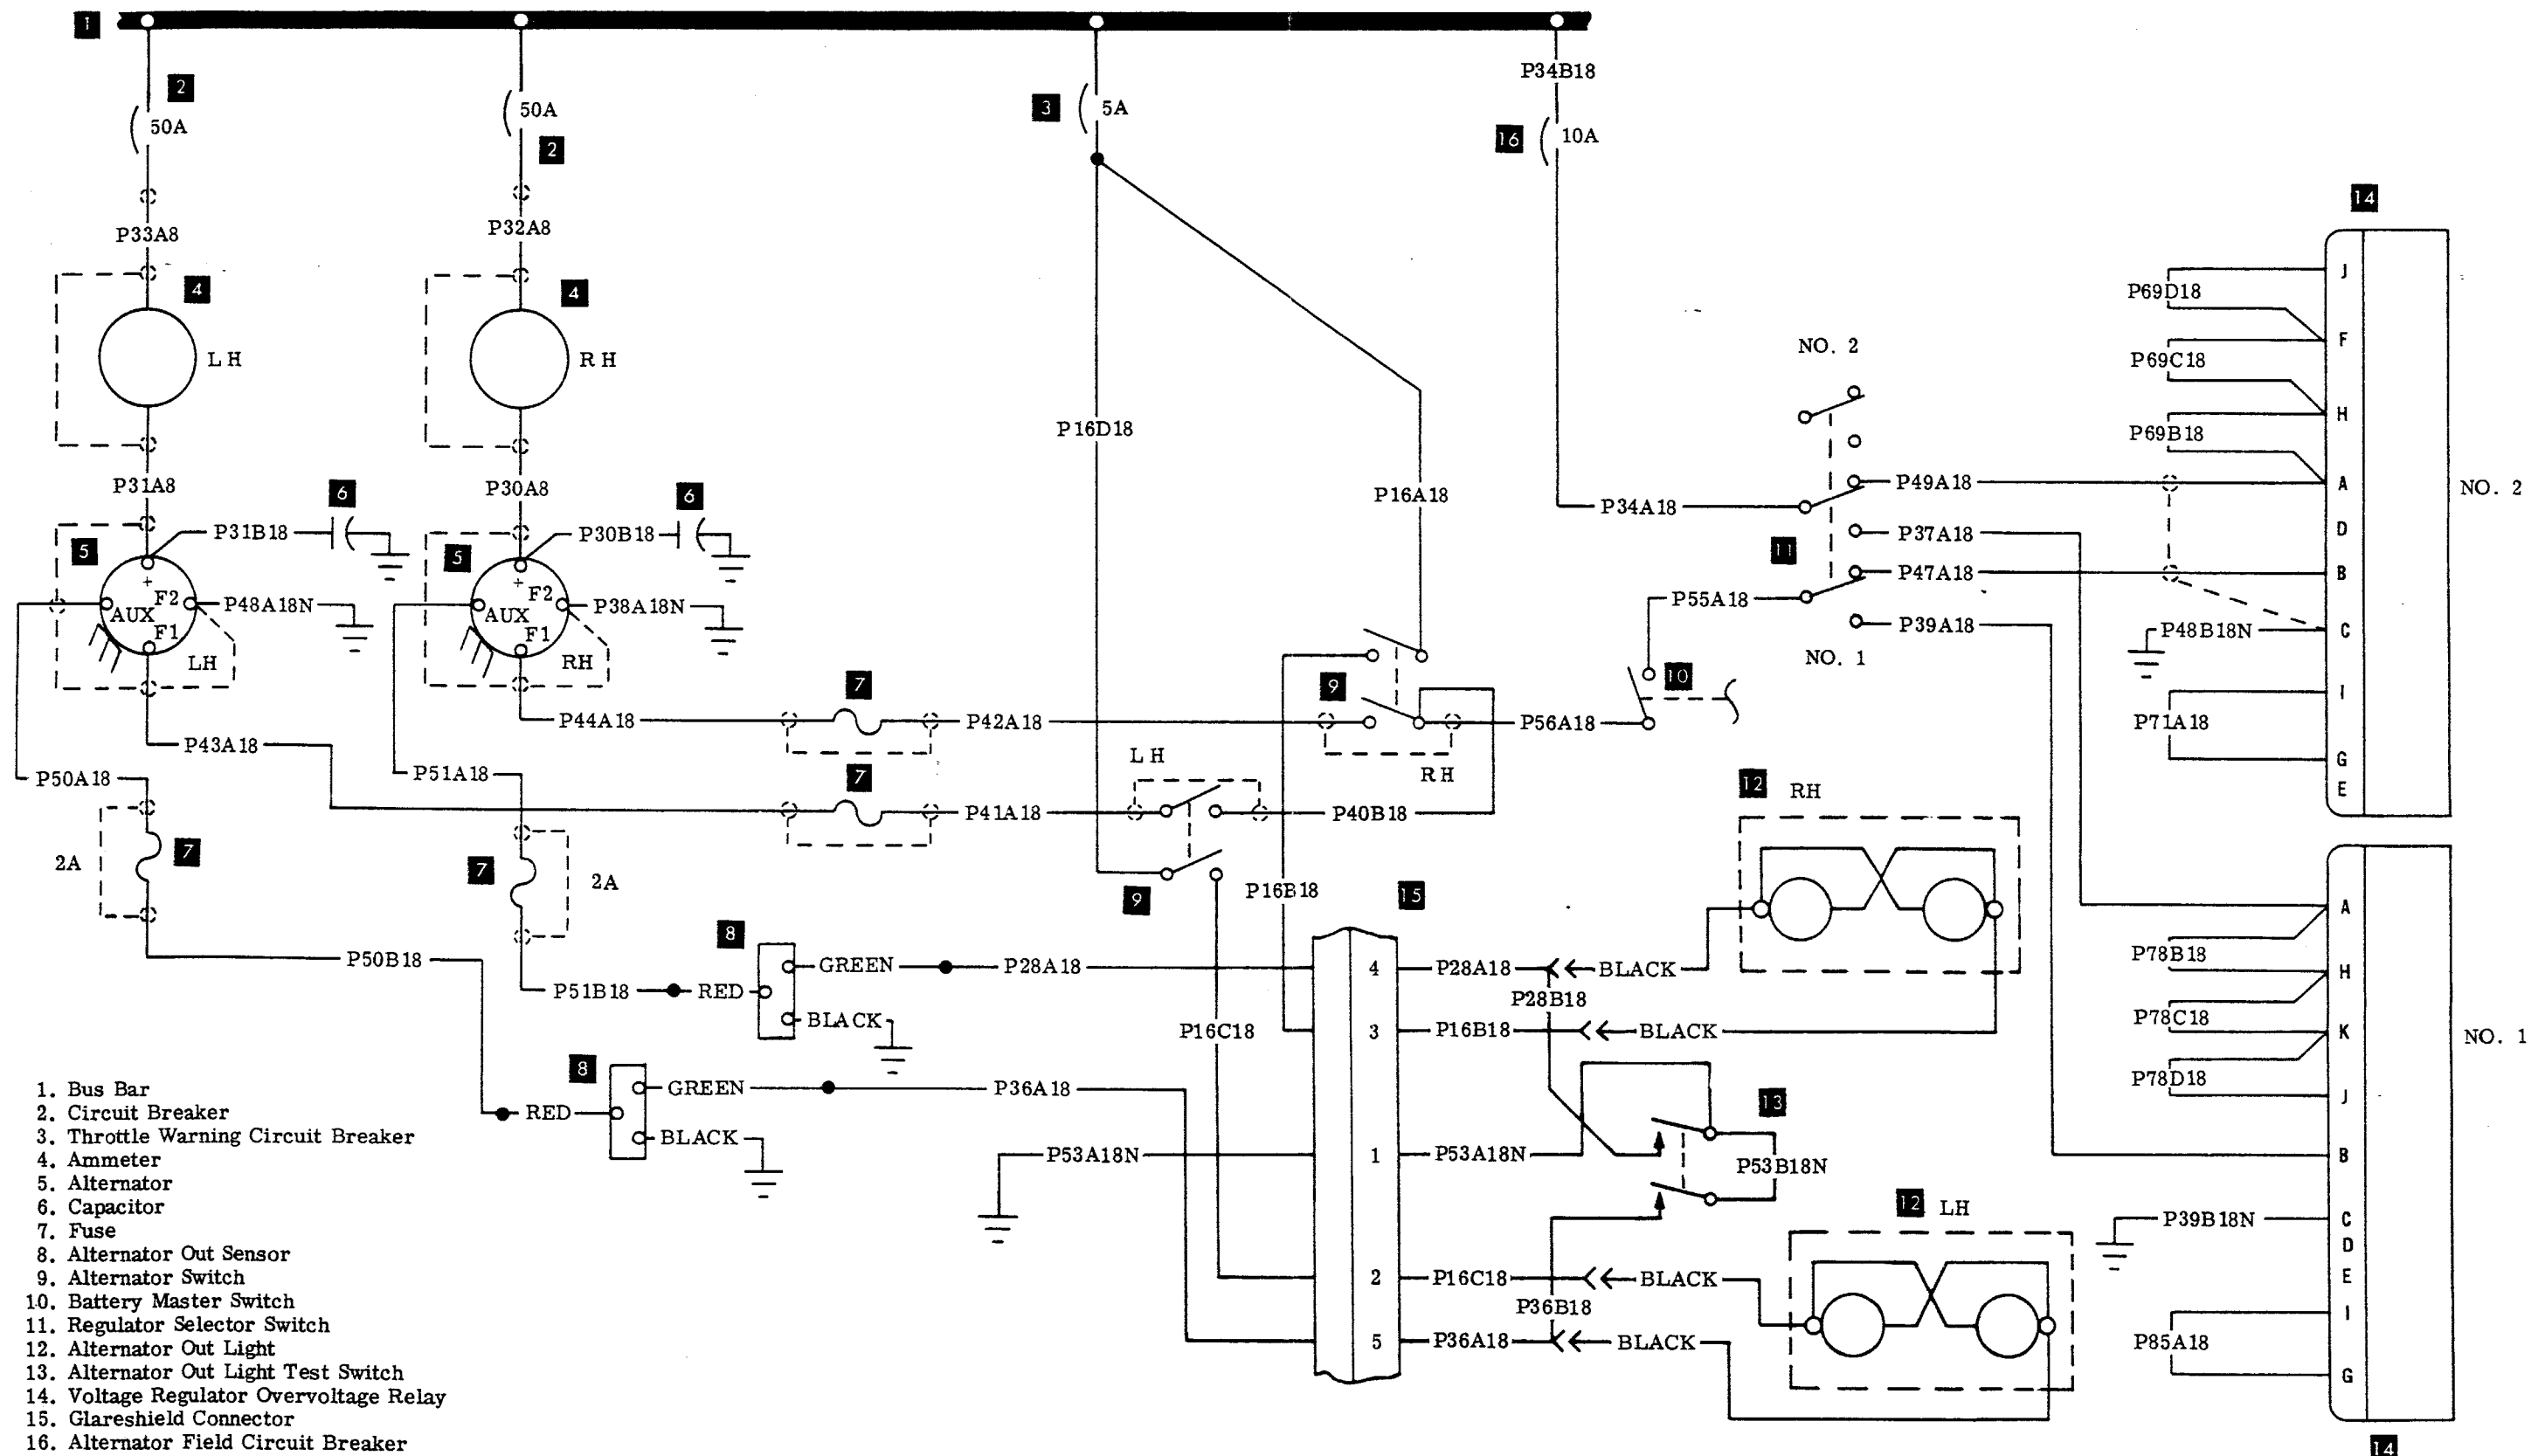 1
P34B18
2
50A
50A
2
3
5A
16
10A
14
P33A8
P32A8
4
LH
4
RH
P16D18
P16A18
NO. 2
J
P69D18
F
P69C18
H
P69B18
A
D
B
C
I
G
E
NO. 2
P31A8
P30A8
6
6
P31B18
P30B18
5
5
+
F2
AUX
F1
LH
+
F2
AUX
F1
RH
P48A18N
P38A18N
P34A18
P49A18
P37A18
11
P47A18
P55A18
P39A18
NO. 1
P48B18N
P71A18
10
7
9
P44A18
P42A18
P56A18
RH
P43A18
P50A18
P51A18
7
LH
P41A18
P40B18
2A
7
7
2A
9
P16B18
15
12
RH
8
GREEN
P28A18
4
P28A18
BLACK
P50B18
P51B18
RED
BLACK
P28B18
P16C18
3
P16B18
BLACK
8
GREEN
P36A18
RED
BLACK
P53A18N
1
P53A18N
13
P53B18N
12
LH
2
P16C18
BLACK
P36B18
5
P36A18
BLACK
A
P78B18
H
P78C18
K
P78D18
J
B
P39B18N
C
D
E
I
P85A18
G
NO. 1
14
1. Bus Bar
2. Circuit Breaker
3. Throttle Warning Circuit Breaker
4. Ammeter
5. Alternator
6. Capacitor
7. Fuse
8. Alternator Out Sensor
9. Alternator Switch
10. Battery Master Switch
11. Regulator Selector Switch
12. Alternator Out Light
13. Alternator Out Light Test Switch
14. Voltage Regulator Overvoltage Relay
15. Glareshield Connector
16. Alternator Field Circuit Breaker